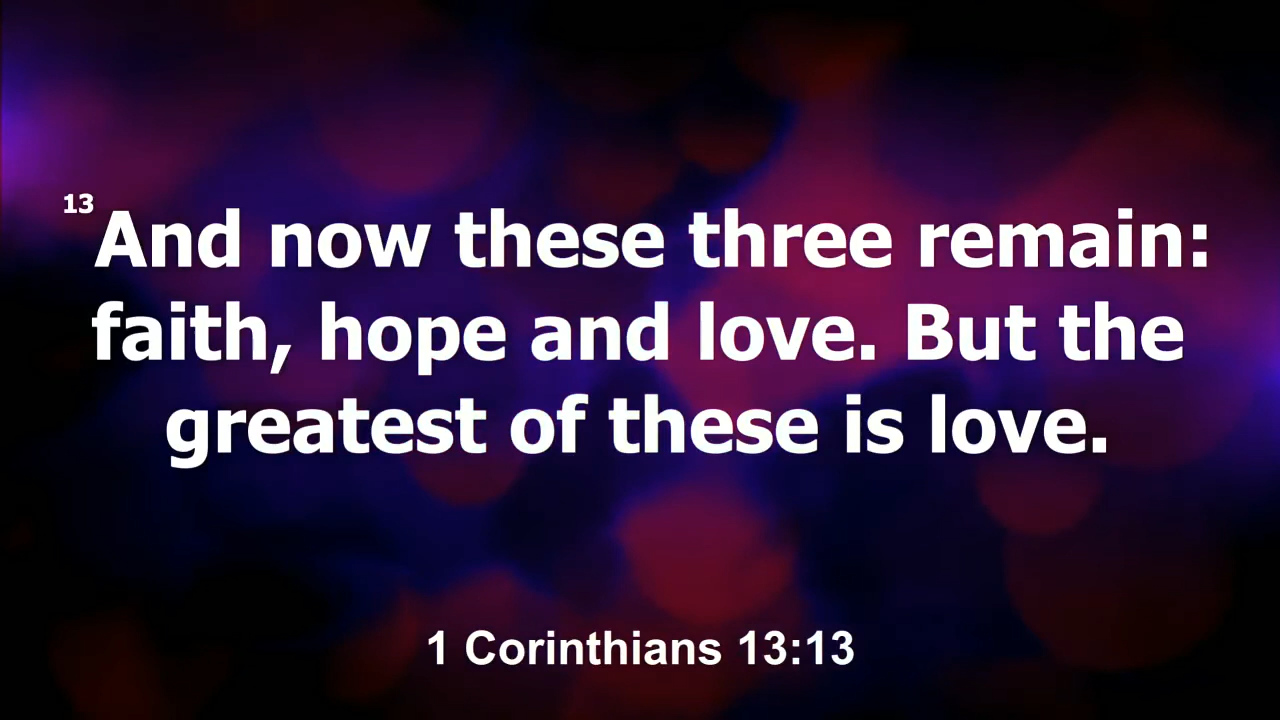 13 And now these three remain:
faith, hope and love. But the
greatest of these is love.
1 Corinthians 13:13